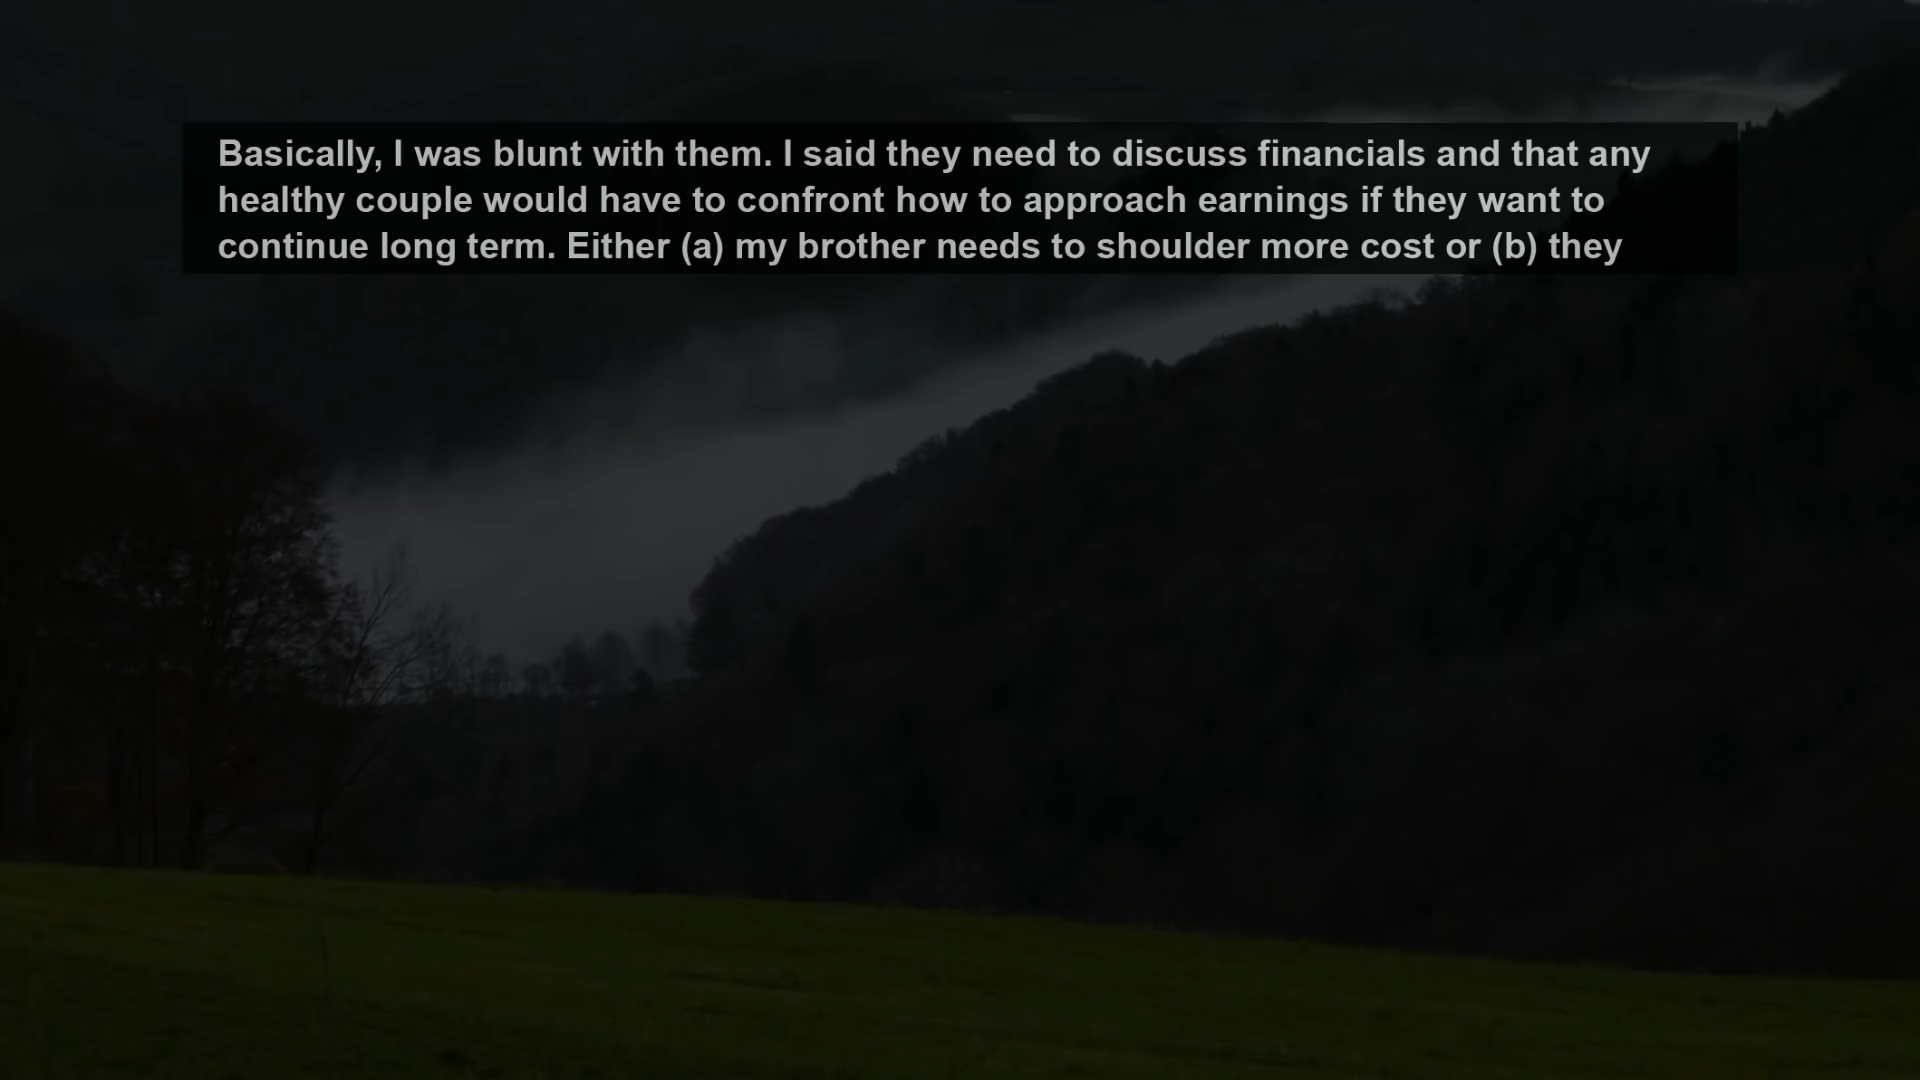 Basically, I was blunt with them. I said they need to discuss financials and that any
healthy couple would have to confront how to approach earnings if they want to
continue long term. Either (a) my brother needs to shoulder more cost or (b) they